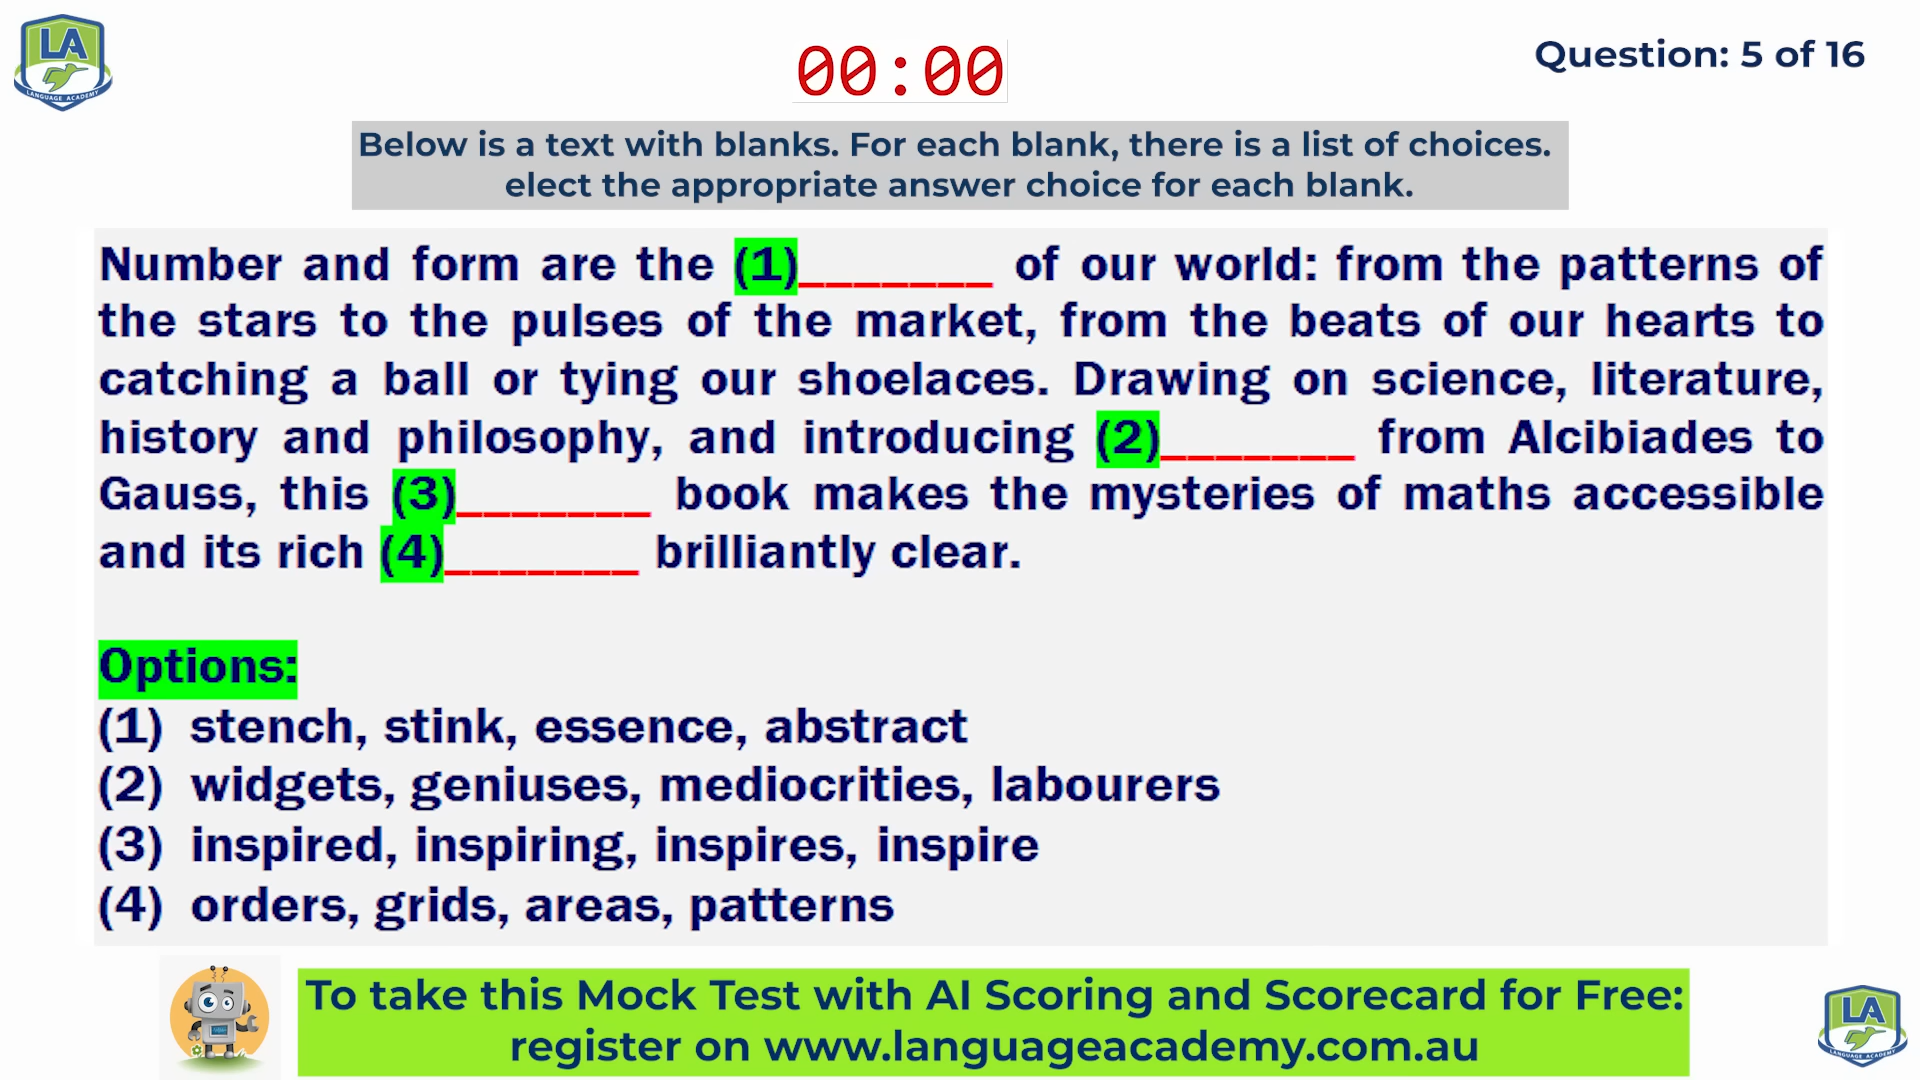 LA
LANGUAGE ACADEMY
00:00
Question: 5 of 16
Below is a text with blanks. For each blank, there is a list of choices.
elect the appropriate answer choice for each blank.
Number and form are the (1)_______ of our world: from the patterns of
the stars to the pulses of the market, from the beats of our hearts to
catching a ball or tying our shoelaces. Drawing on science, literature,
history and philosophy, and introducing (2)_______ from Alcibiades to
Gauss, this (3)_______ book makes the mysteries of maths accessible
and its rich (4)_______ brilliantly clear.
Options:
(1) stench, stink, essence, abstract
(2) widgets, geniuses, mediocrities, labourers
(3) inspired, inspiring, inspires, inspire
(4) orders, grids, areas, patterns
To take this Mock Test with AI Scoring and Scorecard for Free:
register on www.languageacademy.com.au
LA
LANGUAGE ACADEMY